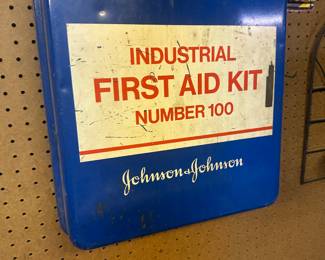 INDUSTRIAL
FIRST AID KIT
NUMBER 100
Johnson & Johnson